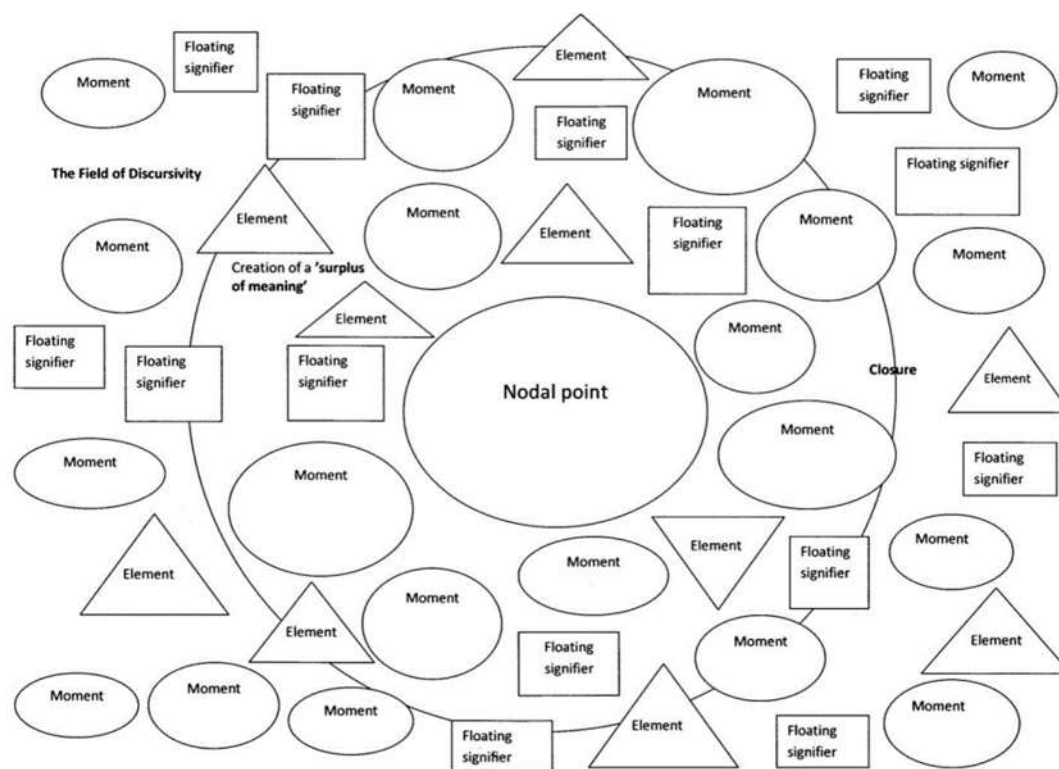 Element
Floating
signifier
Moment
Floating
signifier
Moment
Moment
Floating
signifier
Moment
Floating
signifier
Floating
signifier
The Field of Discursivity
Floating signifier
Element
Moment
Element
Floating
signifier
Moment
Moment
Moment
Creation of a 'surplus
of meaning'
Element
Moment
Floating
signifier
Floating
signifier
Floating
signifier
Closure
Element
Nodal point
Moment
Moment
Moment
Floating
signifier
Element
Element
Moment
Floating
signifier
Moment
Moment
Element
Moment
Element
Floating
signifier
Moment
Moment
Moment
Moment
Element
Floating
signifier
Floating
signifier
Moment